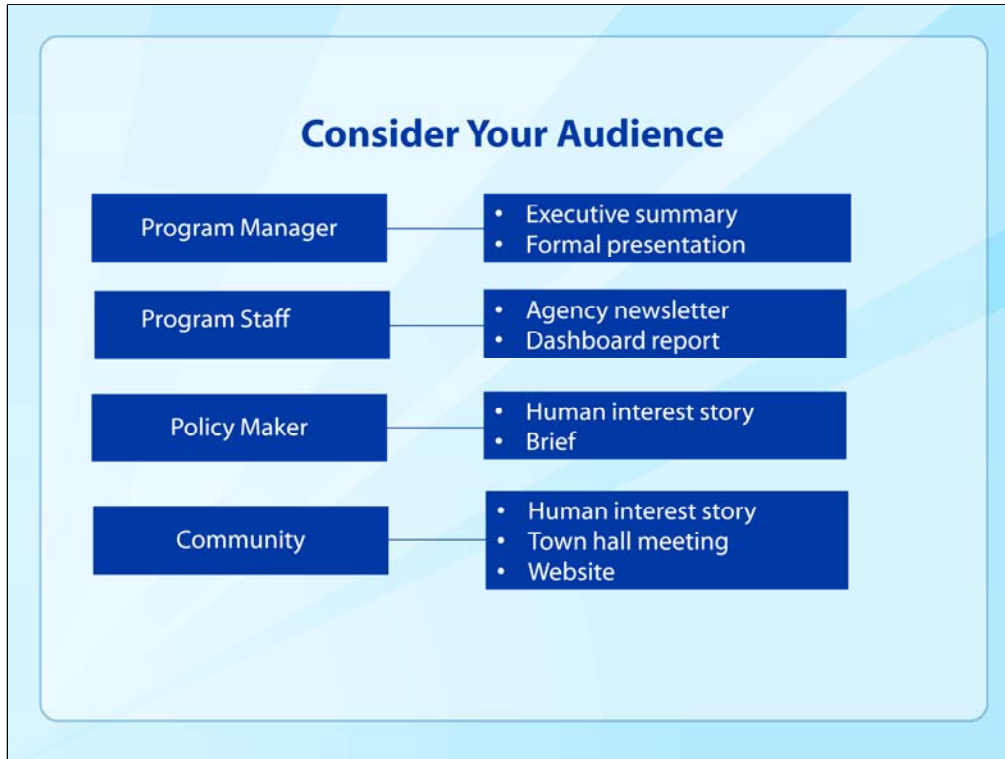 Consider Your Audience
Program Manager
• Executive summary
• Formal presentation
Program Staff
• Agency newsletter
• Dashboard report
Policy Maker
• Human interest story
• Brief
Community
• Human interest story
• Town hall meeting
• Website